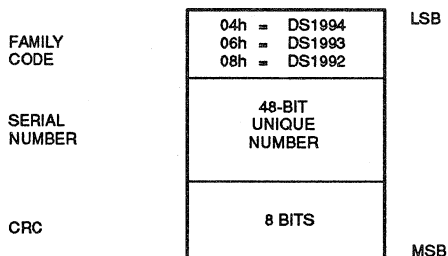 04h = DS1994 LSB
FAMILY 06h = DS1993
CODE 08h = DS1992
48-BIT
SERIAL UNIQUE
NUMBER NUMBER
CRC 8 BITS
MSB